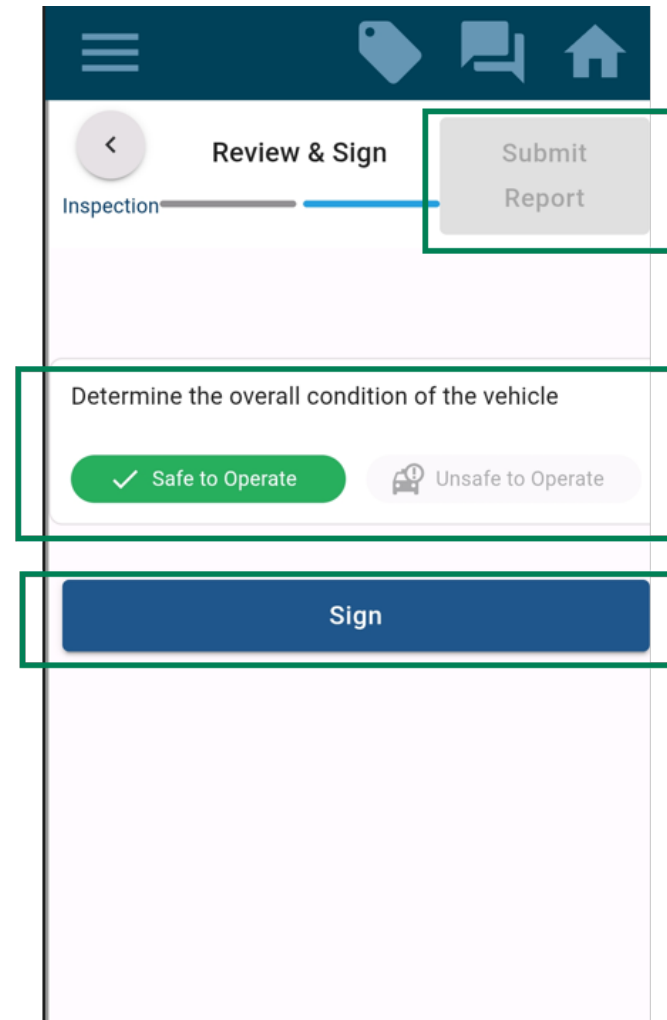 Review & Sign
Submit
Report
Inspection
Determine the overall condition of the vehicle
Safe to Operate
Unsafe to Operate
Sign